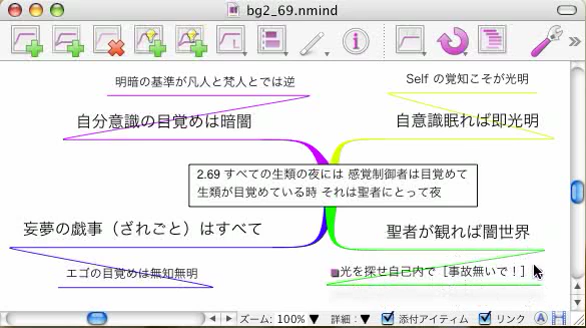 bg2_69.nmind
明暗の基準が凡人と梵人とでは逆
Self の覚知こそが光明
自分意識の目覚めは暗闇
自意識眠れば即光明
2.69 すべての生類の夜には 感覚制御者は目覚めて
生類が目覚めている時 それは聖者にとって夜
妄夢の戯事（ざれごと）はすべて
聖者が観れば闇世界
エゴの目覚めは無知無明
光を探せ自己内で［事故無いで！］
ズーム: 100% 詳細: 添付アイテム リンク